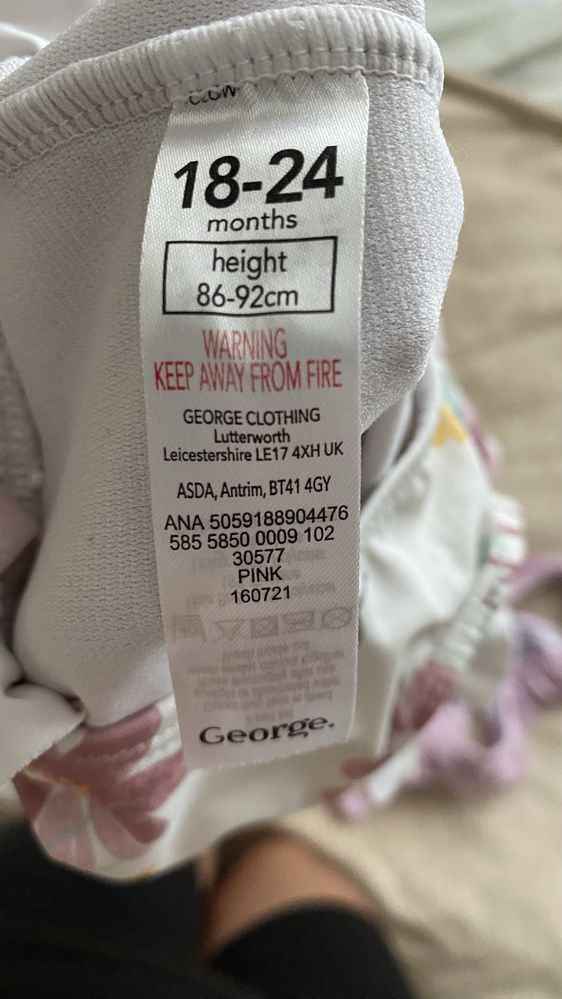 18-24
months
height
86-92cm
WARNING
KEEP AWAY FROM FIRE
GEORGE CLOTHING
Lutterworth
Leicestershire LE17 4XH UK
ASDA, Antrim, BT41 4GY
ANA 5059188904476
585 5850 0009 102
30577
PINK
160721
George.